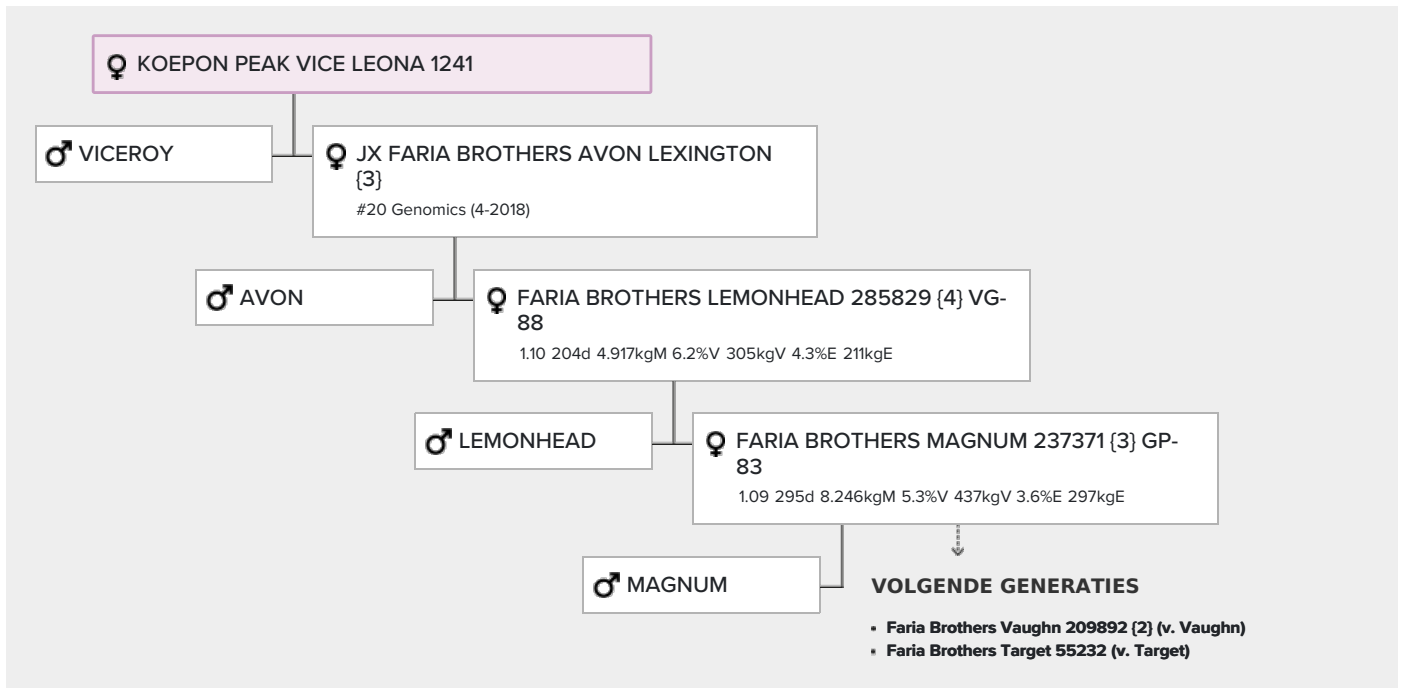 KOEPON PEAK VICE LEONA 1241
VICEROY
JX FARIA BROTHERS AVON LEXINGTON
{3}
#20 Genomics (4-2018)
AVON
FARIA BROTHERS LEMONHEAD 285829 {4} VG-
88
1.10 204d 4.917kgM 6.2%V 305kgV 4.3%E 211kgE
LEMONHEAD
FARIA BROTHERS MAGNUM 237371 {3} GP-
83
1.09 295d 8.246kgM 5.3%V 437kgV 3.6%E 297kgE
MAGNUM
VOLGENDE GENERATIES
Faria Brothers Vaughn 209892 {2} (v. Vaughn)
Faria Brothers Target 55232 (v. Target)